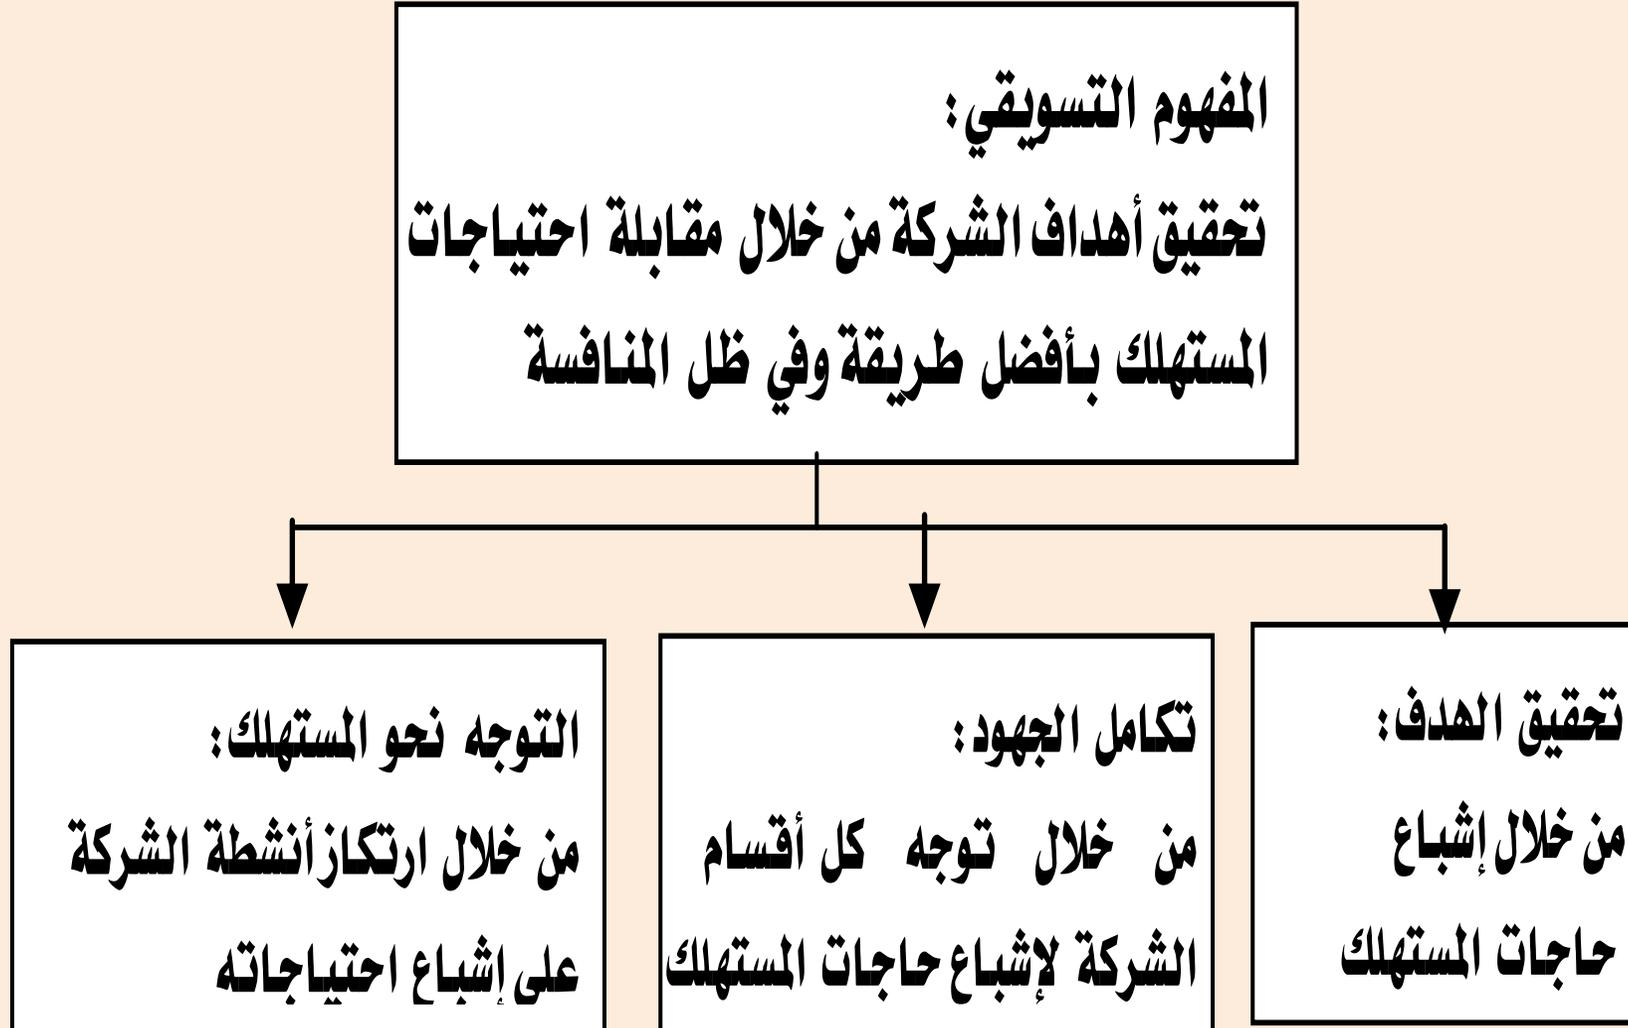 المفهوم التسويقي:
تحقيق أهداف الشركة من خلال مقابلة احتياجات
المستهلك بأفضل طريقة وفي ظل المنافسة
تحقيق الهدف:
من خلال إشباع
حاجات المستهلك
تكامل الجهود:
من خلال توجه كل أقسام
الشركة لإشباع حاجات المستهلك
التوجه نحو المستهلك:
من خلال ارتكاز أنشطة الشركة
على إشباع احتياجاته